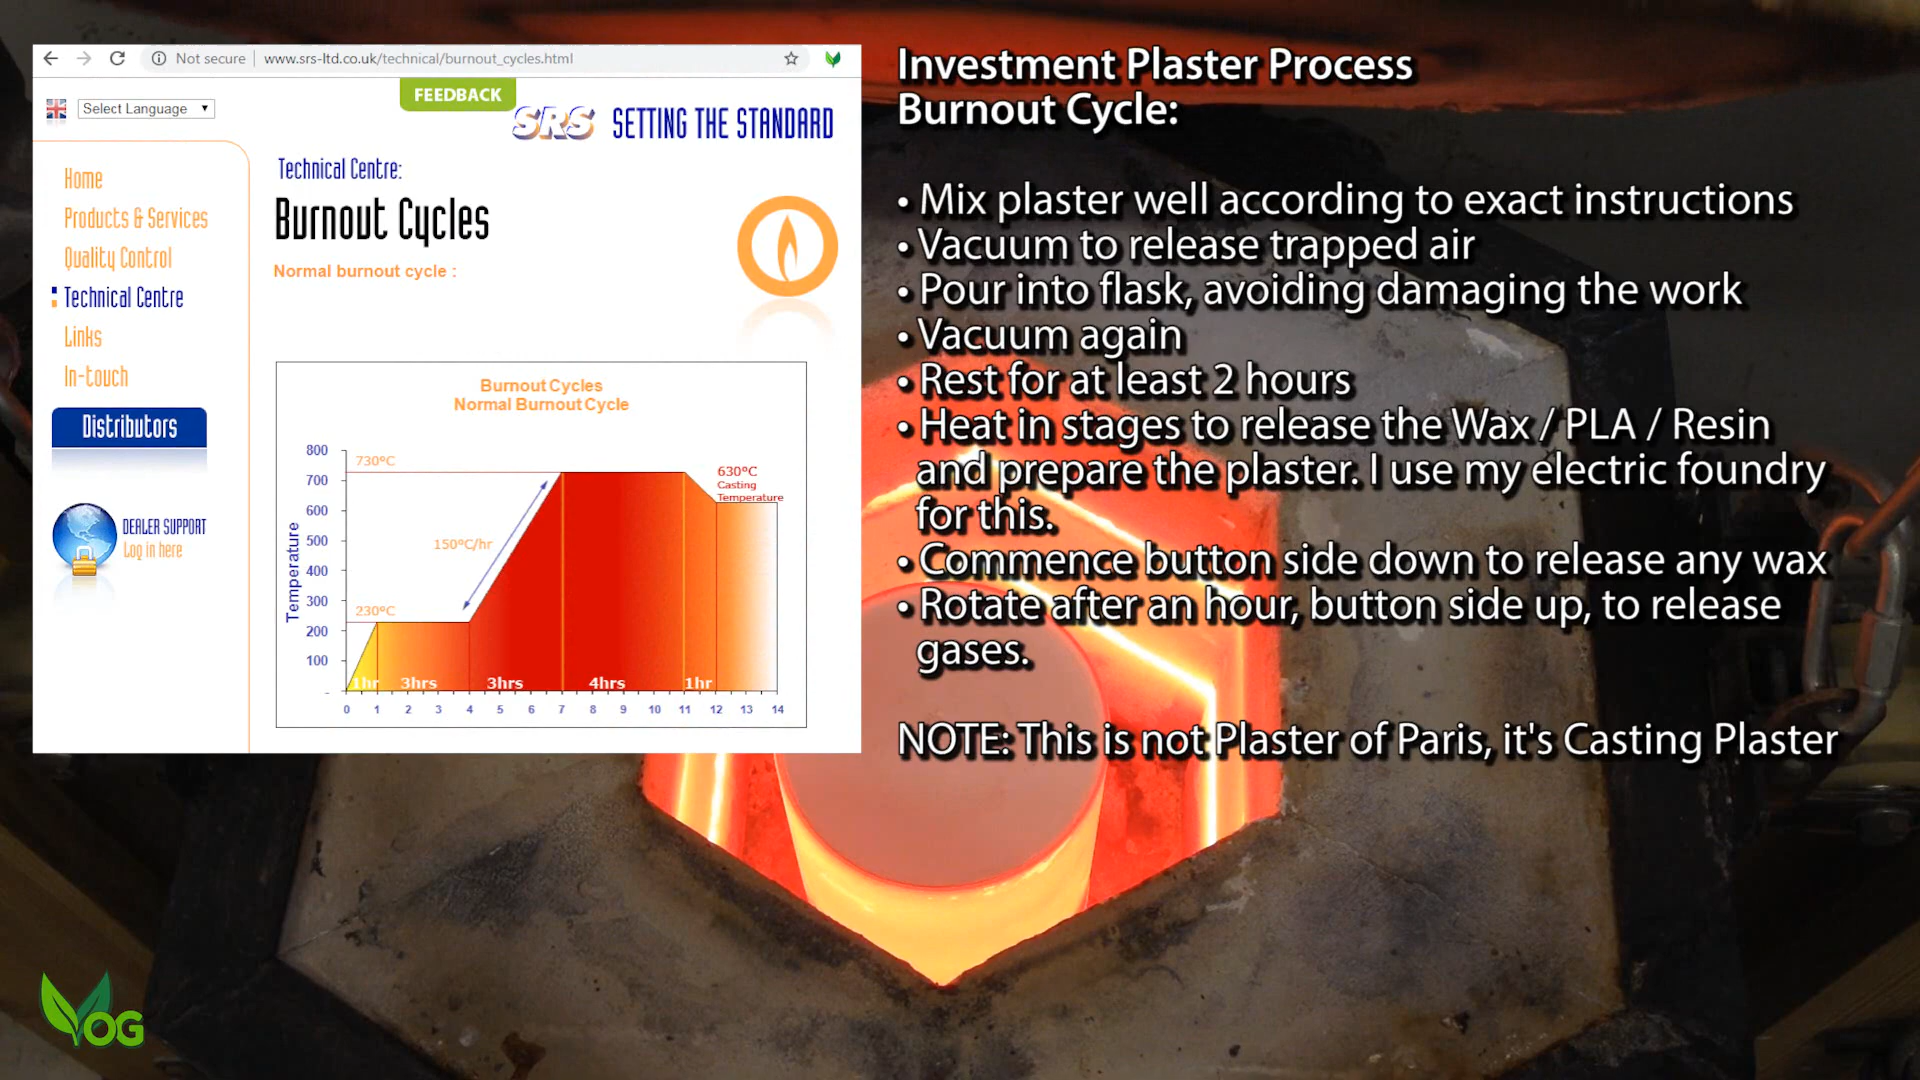 Not secure
www.srs-ltd.co.uk/technical/burnout_cycles.html
FEEDBACK
Select Language
SRS SETTING THE STANDARD
Technical Centre:
Burnout Cycles
Normal burnout cycle :
Home
Products & Services
Quality Control
Technical Centre
Links
In-touch
Distributors
DEALER SUPPORT
Log in here
Burnout Cycles
Normal Burnout Cycle
Temperature
800
700
600
500
400
300
200
100
-
730ºC
230ºC
150ºC/hr
630ºC
Casting
Temperature
1hr 3hrs 3hrs 4hrs 1hr
0 1 2 3 4 5 6 7 8 9 10 11 12 13 14
Investment Plaster Process
Burnout Cycle:
• Mix plaster well according to exact instructions
• Vacuum to release trapped air
• Pour into flask, avoiding damaging the work
• Vacuum again
• Rest for at least 2 hours
• Heat in stages to release the Wax / PLA / Resin
and prepare the plaster. I use my electric foundry
for this.
• Commence button side down to release any wax
• Rotate after an hour, button side up, to release
gases.
NOTE: This is not Plaster of Paris, it's Casting Plaster
VOG